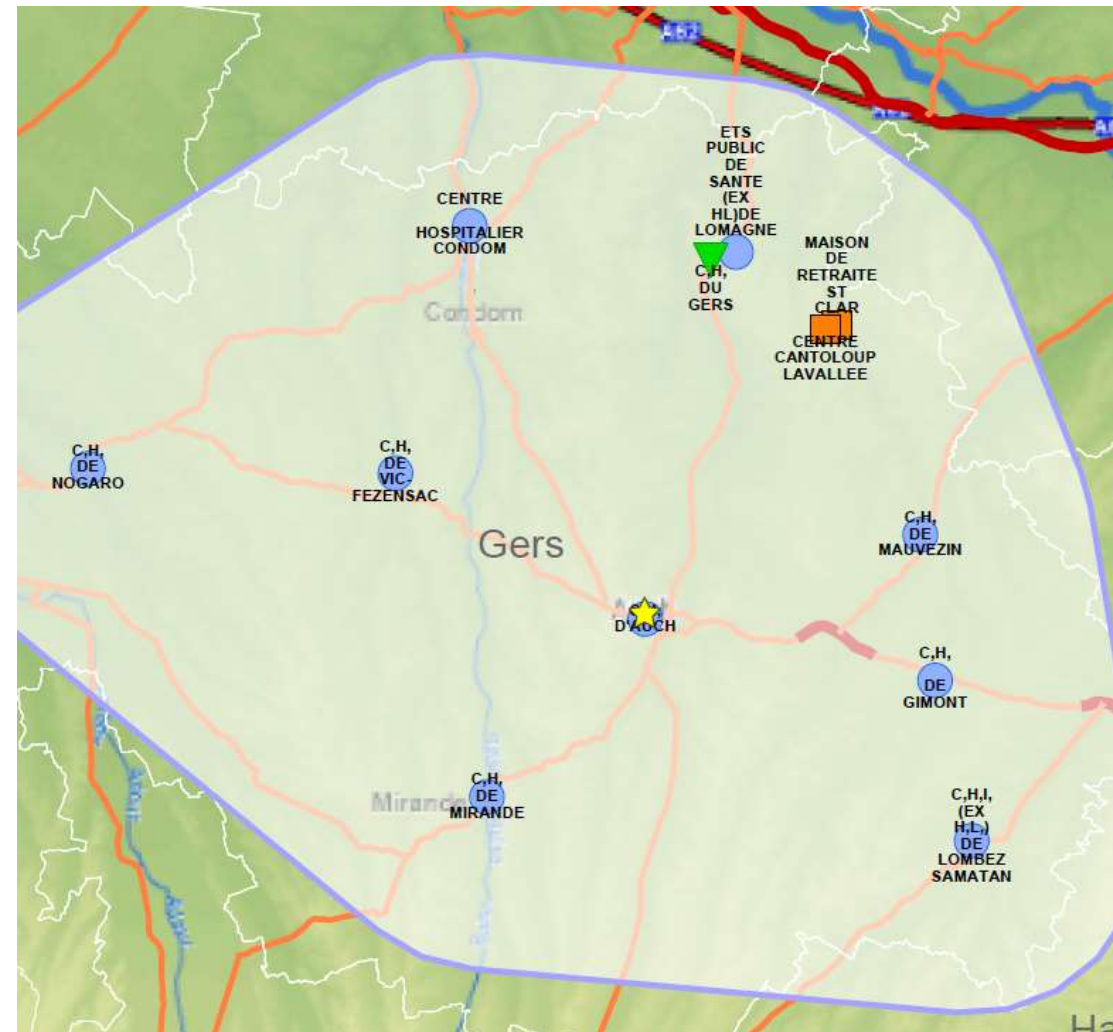 A62
ETS
PUBLIC
DE
SANTE
(EX
HL)DE
LOMAGNE
CENTRE
HOSPITALIER
CONDOM
MAISON
DE
RETRAITE
ST
CLAR
C,H,
DU
GERS
Condom
CENTRE
CANTOLOUP
LAVALLEE
C,H,
DE
NOGARO
C,H,
DE
VIC-
FEZENSAC
Gers
C,H,
DE
MAUVEZIN
D'AUCH
C,H,
DE
GIMONT
Mirande
C,H,
DE
MIRANDE
C,H,I,
(EX
H,L,)
DE
LOMBEZ
SAMATAN